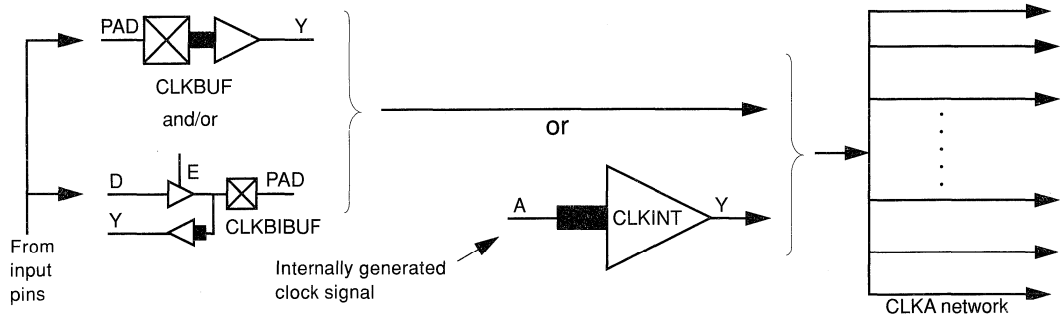 PAD
Y
CLKBUF
and/or
D
E
PAD
Y
CLKBIBUF
From
input
pins
or
A
CLKINT
Y
Internally generated
clock signal
CLKA network